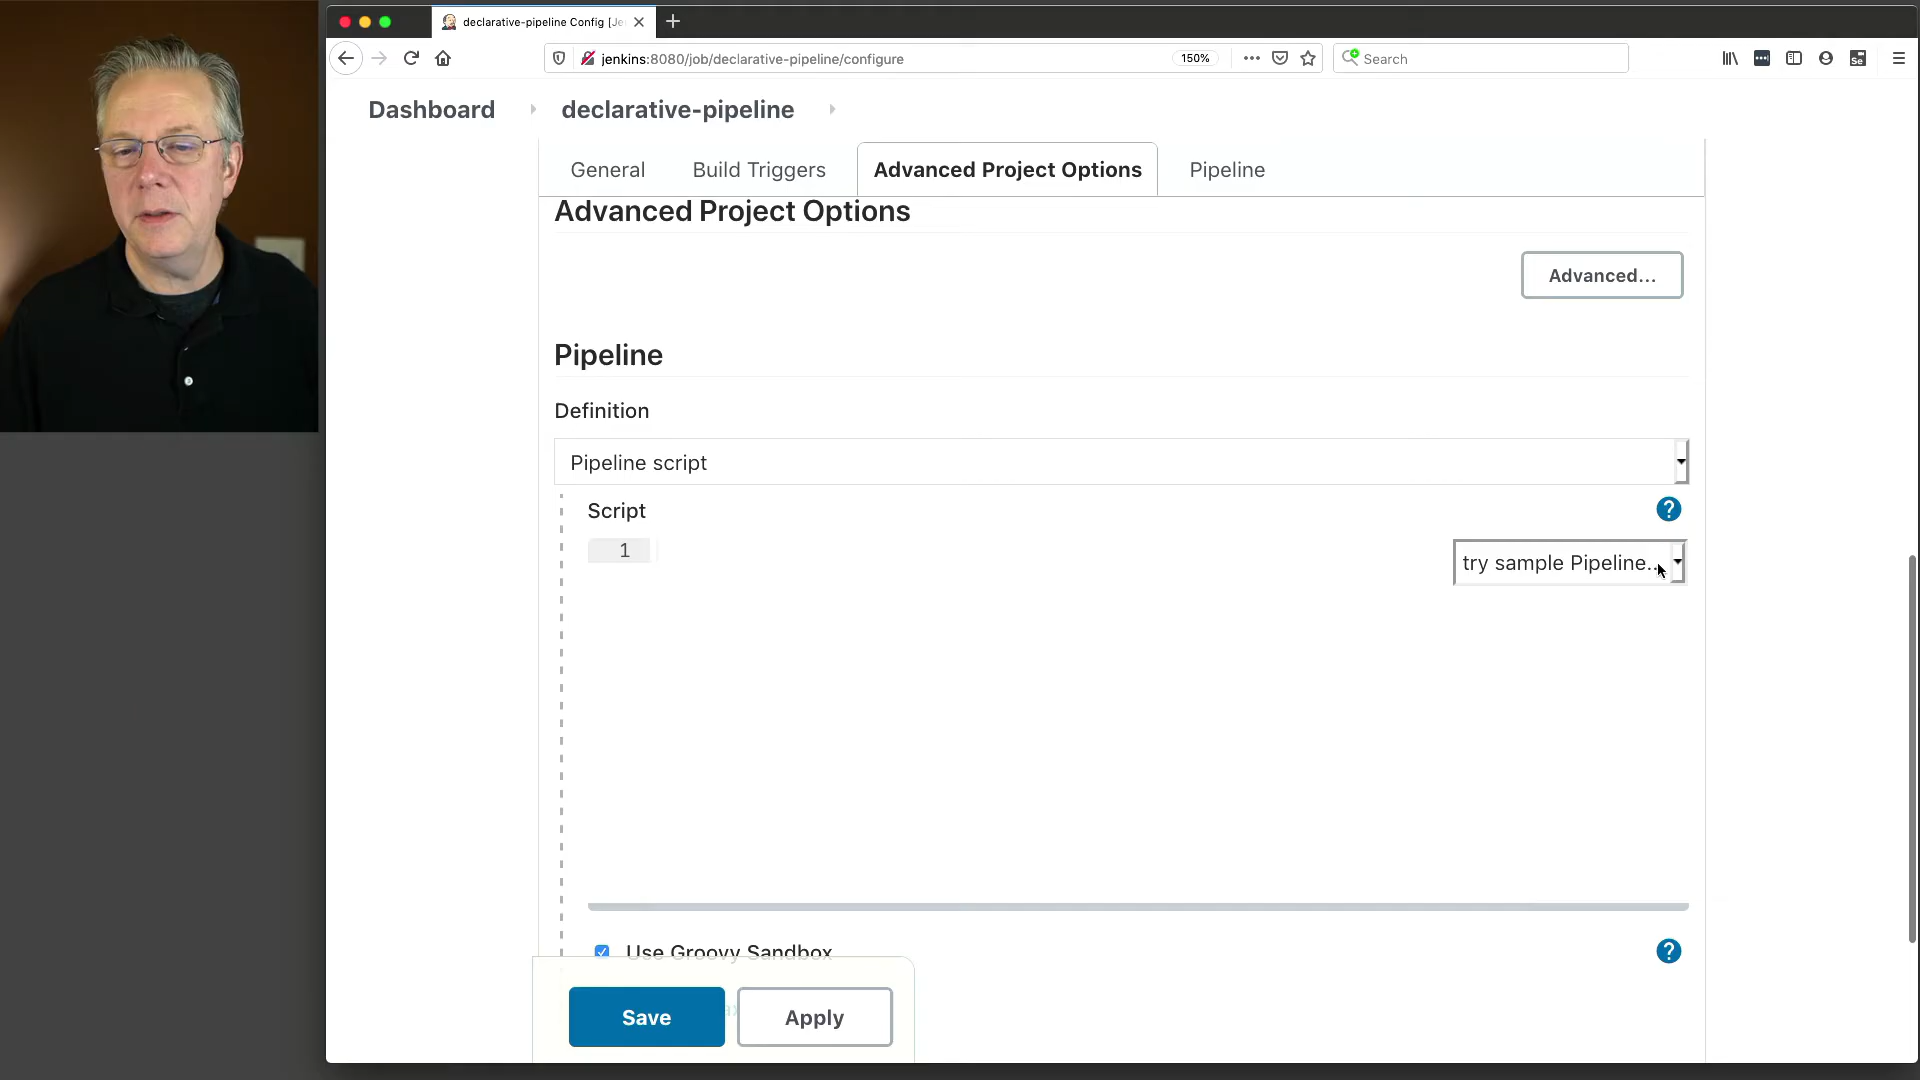 declarative-pipeline Config [Je
jenkins:8080/job/declarative-pipeline/configure
150%
Search
Dashboard
declarative-pipeline
General
Build Triggers
Advanced Project Options
Pipeline
Advanced Project Options
Advanced...
Pipeline
Definition
Pipeline script
Script
?
1
try sample Pipeline..
Use Groovy Sandbox
?
Save
Apply